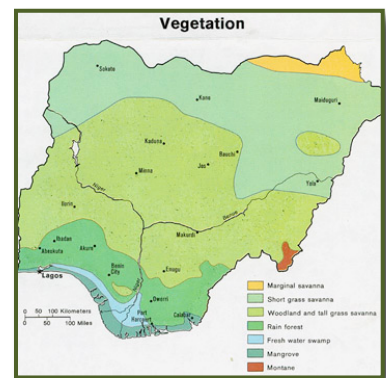 Vegetation
Sokoto
Kano
Maiduguri
Kaduna
Bauchi
Jos
Minna
Yola
Niger
Ilorin
Benue
Makurdi
Ibadan
Abeokuta
Akure
Benin
City
Enugu
Lagos
Owerri
Port
Harcourt
Calabar
0 50 100 Kilometers
0 50 100 Miles
Marginal savanna
Short grass savanna
Woodland and tall grass savanna
Rain forest
Fresh water swamp
Mangrove
Montane